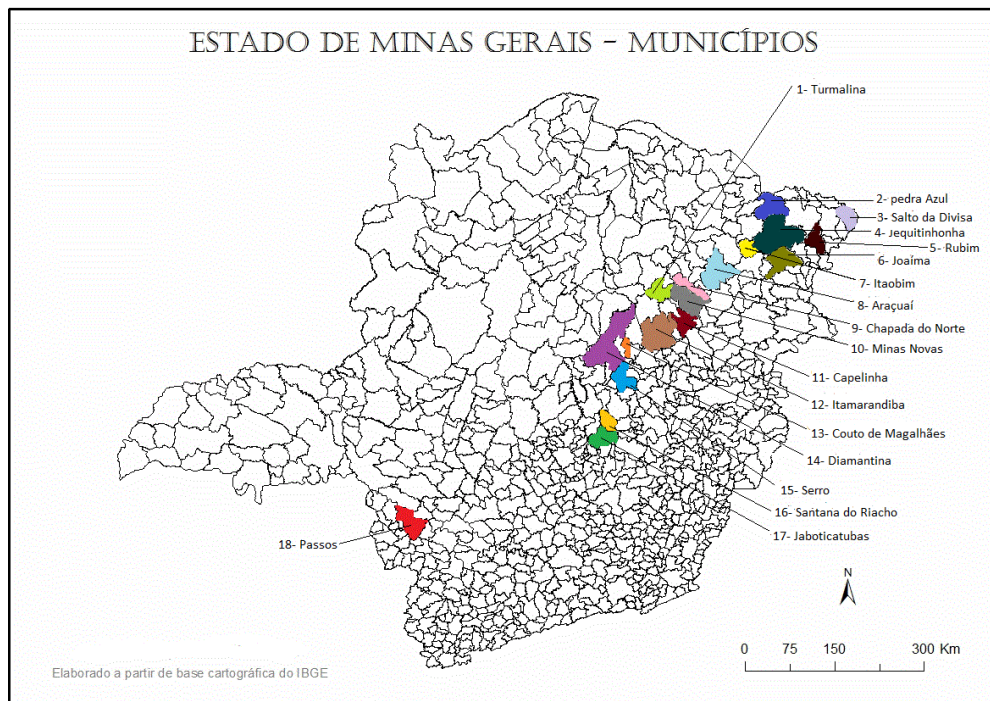 ESTADO DE MINAS GERAIS - MUNICÍPIOS
1- Turmalina
2- pedra Azul
3- Salto da Divisa
4- Jequitinhonha
5- Rubim
6- Joaíma
7- Itaobim
8- Araçuaí
9- Chapada do Norte
10- Minas Novas
11- Capelinha
12- Itamarandiba
13- Couto de Magalhães
14- Diamantina
15- Serro
16- Santana do Riacho
17- Jaboticatubas
18- Passos
N
0 75 150 300 Km
Elaborado a partir de base cartográfica do IBGE